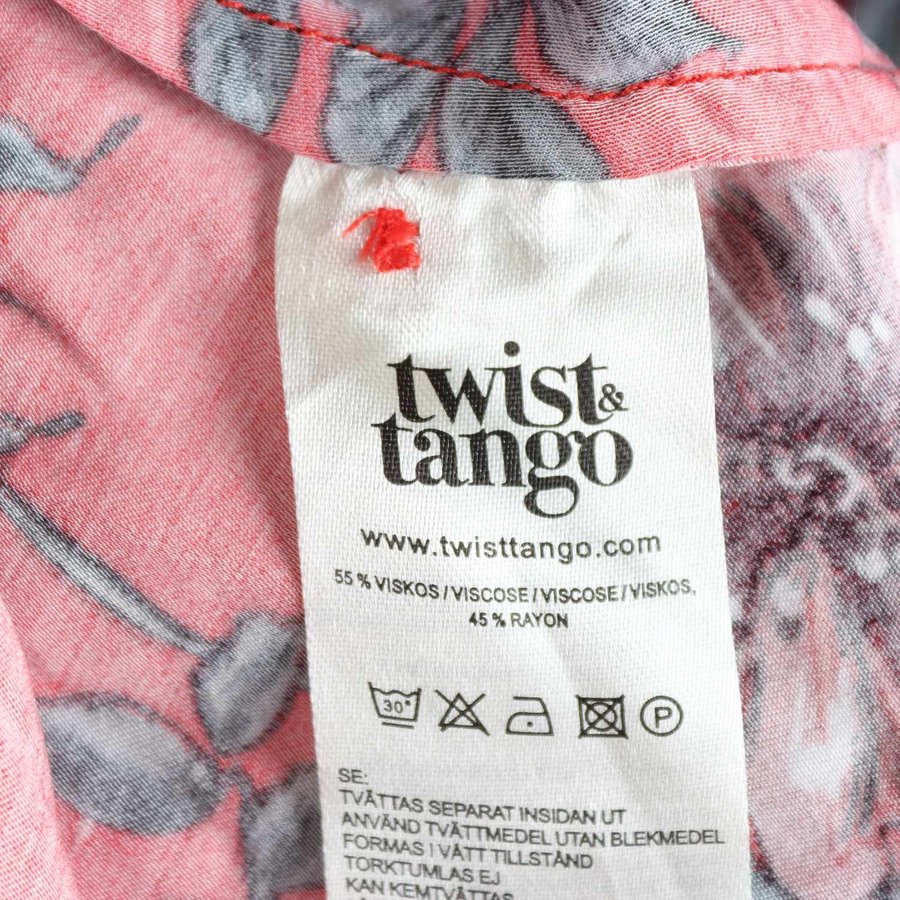 twist&
tango
www.twisttango.com
55 % VISKOS / VISCOSE / VISCOSE / VISKOS,
45 % RAYON
30°
P
SE:
TVÄTTAS SEPARAT INSIDAN UT
ANVÄND TVÄTTMEDEL UTAN BLEKMEDEL
FORMAS I VÅTT TILLSTÅND
TORKTUMLAS EJ
KAN KEMTVÄTTAS